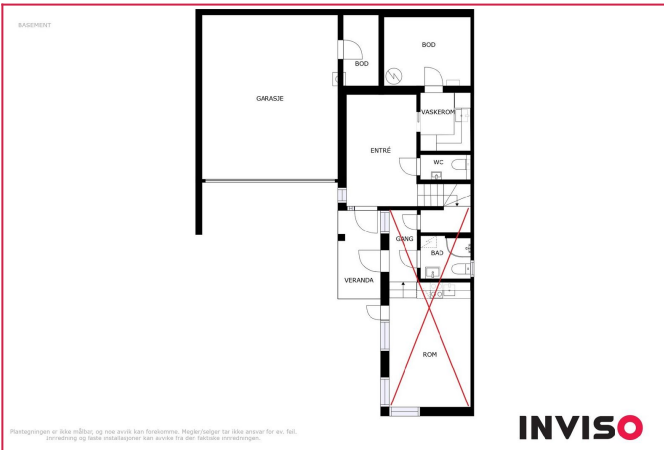 BASEMENT
BOD
BOD
GARASJE
VASKEROM
ENTRÉ
WC
GANG
BAD
VERANDA
ROM
Plantegningen er ikke målbar, og noe avvik kan forekomme. Megler/selger tar ikke ansvar for ev. feil.
Innredning og faste installasjoner kan avvike fra den faktiske innredningen.
INVISO